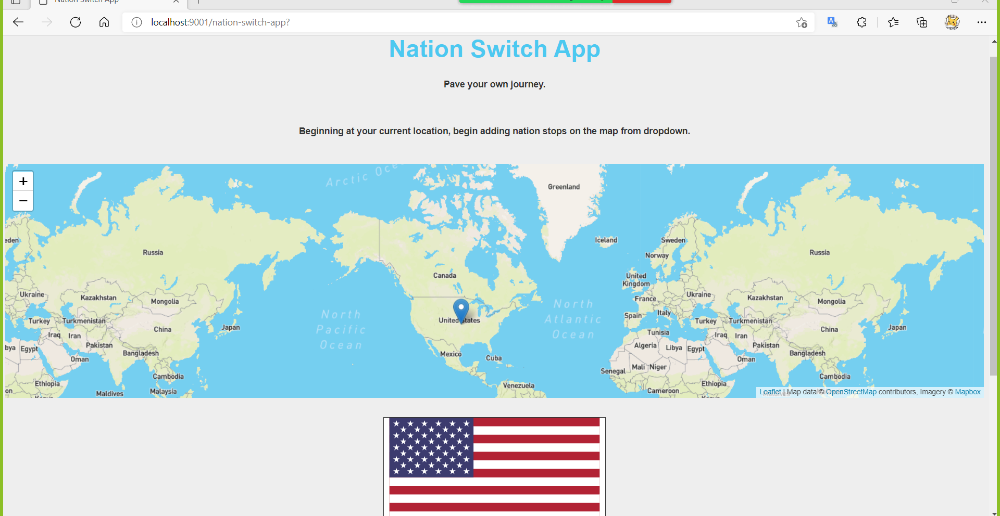 Nation Switch App
localhost:9001/nation-switch-app?
Nation Switch App
Pave your own journey.
Beginning at your current location, begin adding nation stops on the map from dropdown.
+
−
Arctic Oce
Greenland
eden
Russia
Iceland
Sweden
Norway
Russia
Canada
United
Kingdom
Ukraine
Kazakhstan
Mongolia
France
Ukraine
Kazakhstan
Mongolia
North
Pacific
Ocean
United States
North
Atlantic
Ocean
Spain
Italy
Turkey
Turkmenistan
China
Japan
Turkey
Turkmenistan
China
Japan
Iraq
Iran
Tunisia
Iraq
Iran
bya
Egypt
Pakistan
Bangladesh
Oman
Mexico
Cuba
Algeria
Libya
Egypt
Pakistan
Bangladesh
Oman
Senegal
Mali
Niger
Cambodia
Cambodia
on
Ethiopia
Maldives
Malaysia
Venezuela
Cameroon
Ethiopia
Leaflet | Map data © OpenStreetMap contributors, Imagery © Mapbox